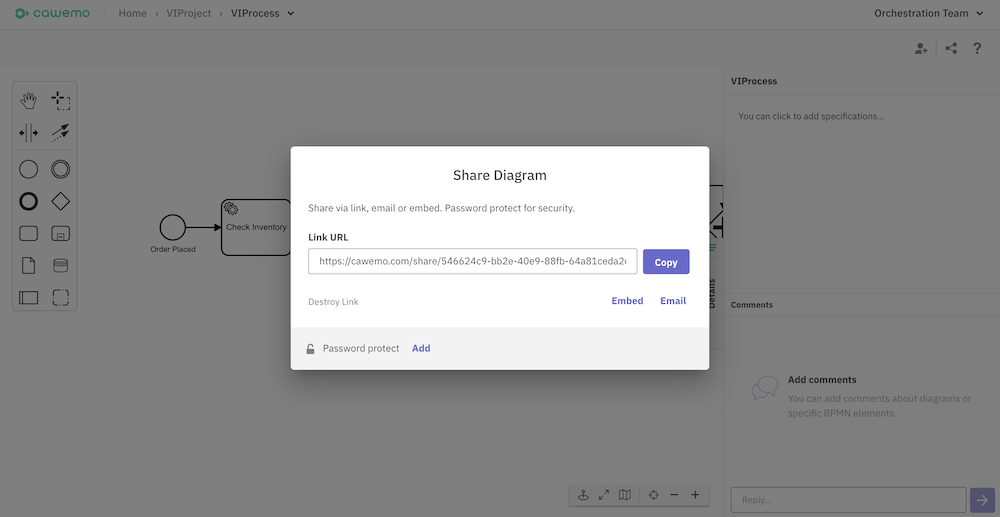 cawemo
Home > VIProject > VIProcess
Orchestration Team
?
VIProcess
You can click to add specifications...
Share Diagram
Share via link, email or embed. Password protect for security.
Link URL
https://cawemo.com/share/546624c9-bb2e-40e9-88fb-64a81ceda2
Copy
Destroy Link
Embed
Email
Password protect
Add
Order Placed
Check Inventory
Details
Comments
Add comments
You can add comments about diagrams or
specific BPMN elements.
Reply...